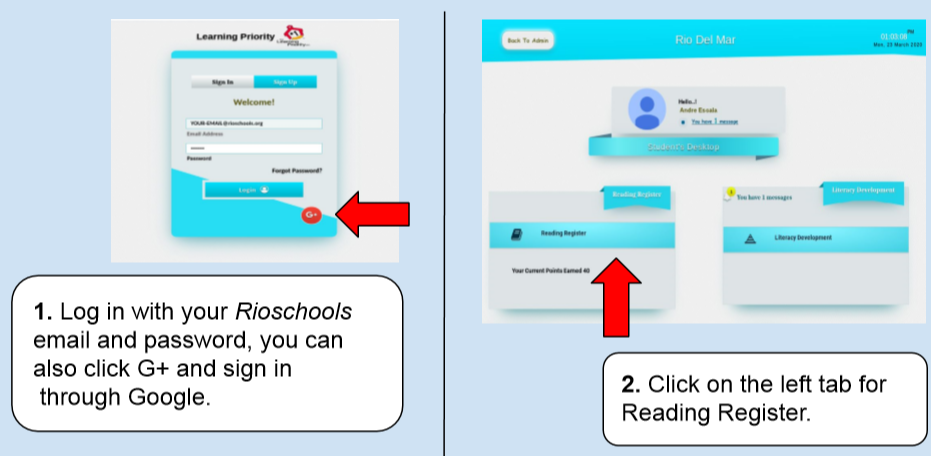 Learning Priority
Sign In
Sign Up
Welcome!
YOUR-EMAIL@rioschools.org
Email Address
Password
Forgot Password?
Login
G+
1. Log in with your Rioschools
email and password, you can
also click G+ and sign in
through Google.
Back To Admin
Rio Del Mar
PM
01:03:08
Mon, 23 March 2020
Hello..!
Andre Escala
You have 1 message
Student's Desktop
Reading Register
Reading Register
Your Current Points Earned 40
Literacy Development
You have 1 messages
Literacy Development
2. Click on the left tab for
Reading Register.